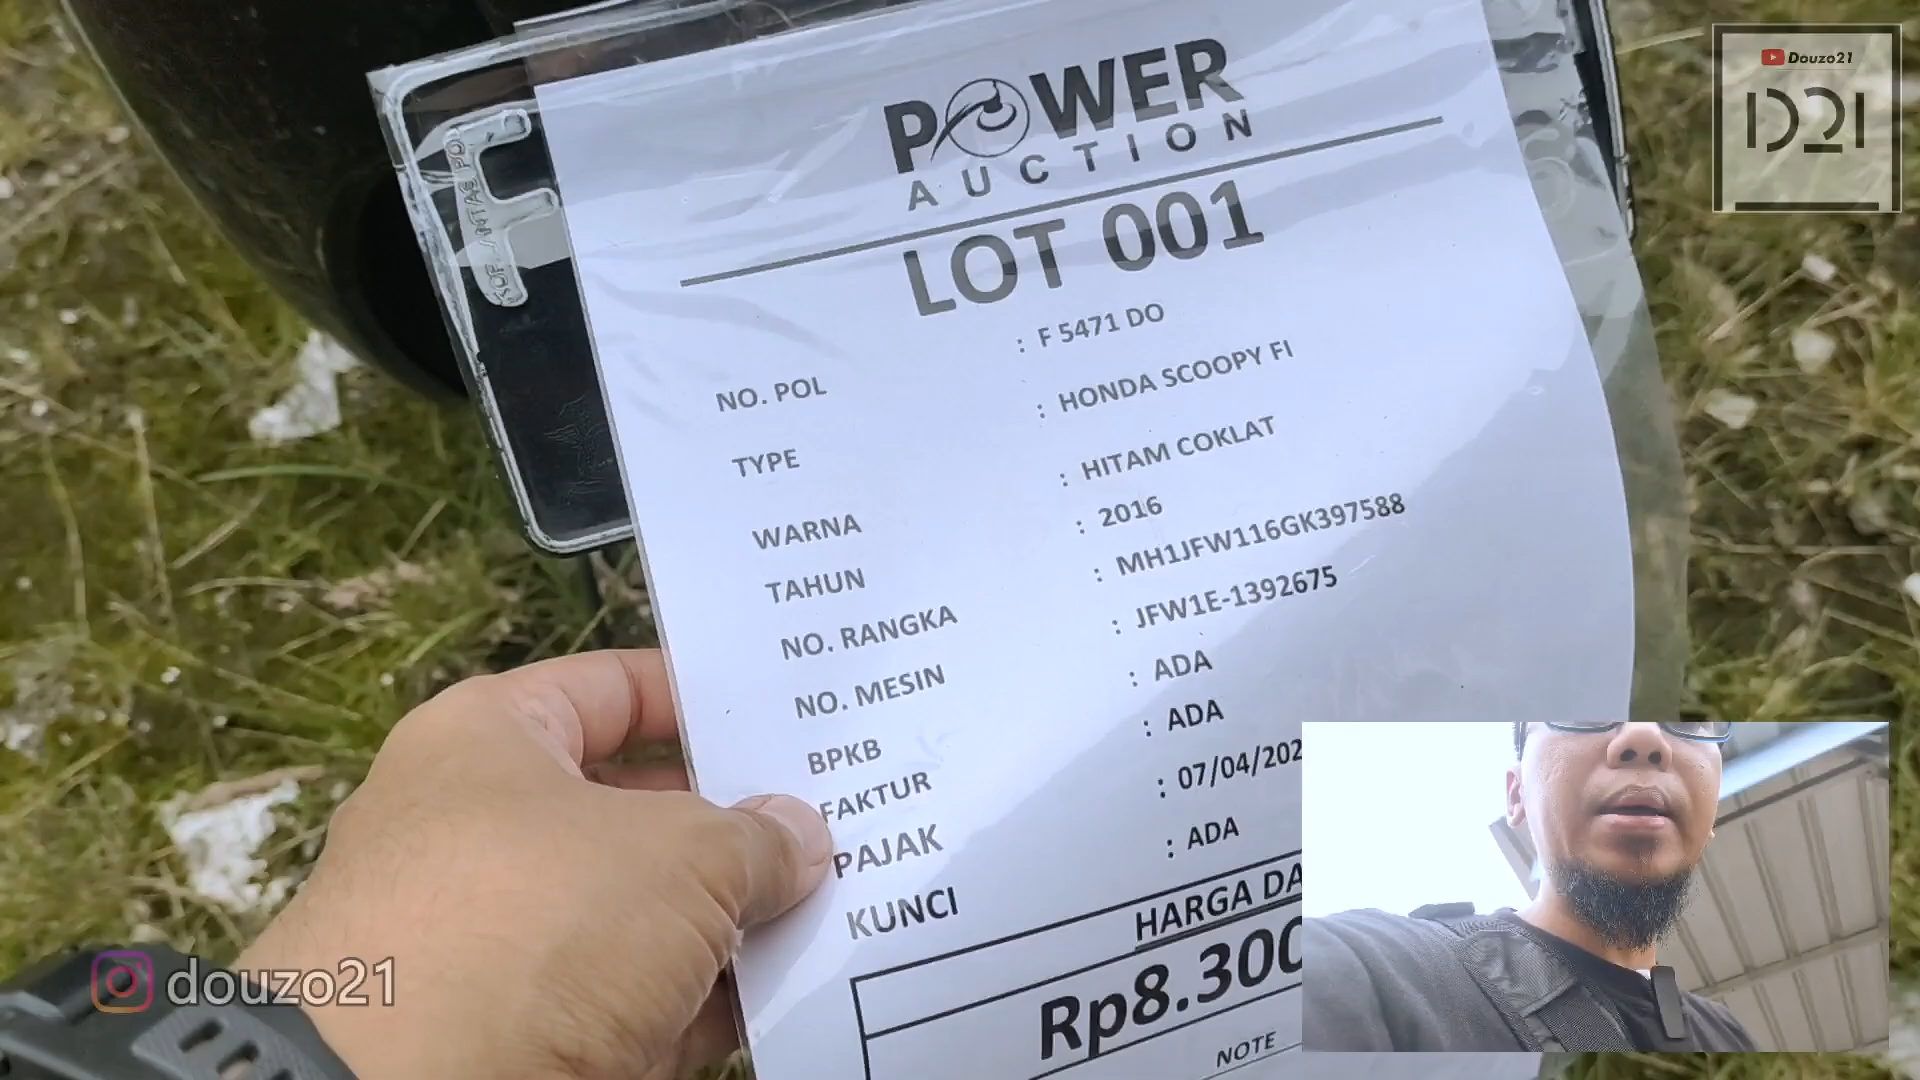 Douzo21
D21
POWER
AUCTION
LOT 001
NO. POL : F 5471 DO
TYPE : HONDA SCOOPY FI
WARNA : HITAM COKLAT
TAHUN : 2016
NO. RANGKA : MH1JFW116GK397588
NO. MESIN : JFW1E-1392675
BPKB : ADA
FAKTUR : ADA
PAJAK : 07/04/202
KUNCI : ADA
HARGA DA
Rp8.300
NOTE
douzo21